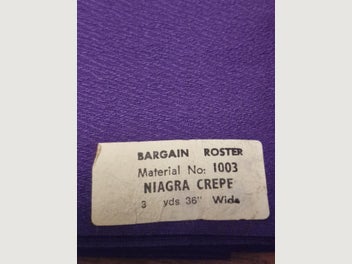 BARGAIN ROSTER
Material No: 1003
NIAGRA CREPE
3 yds 36" Wide